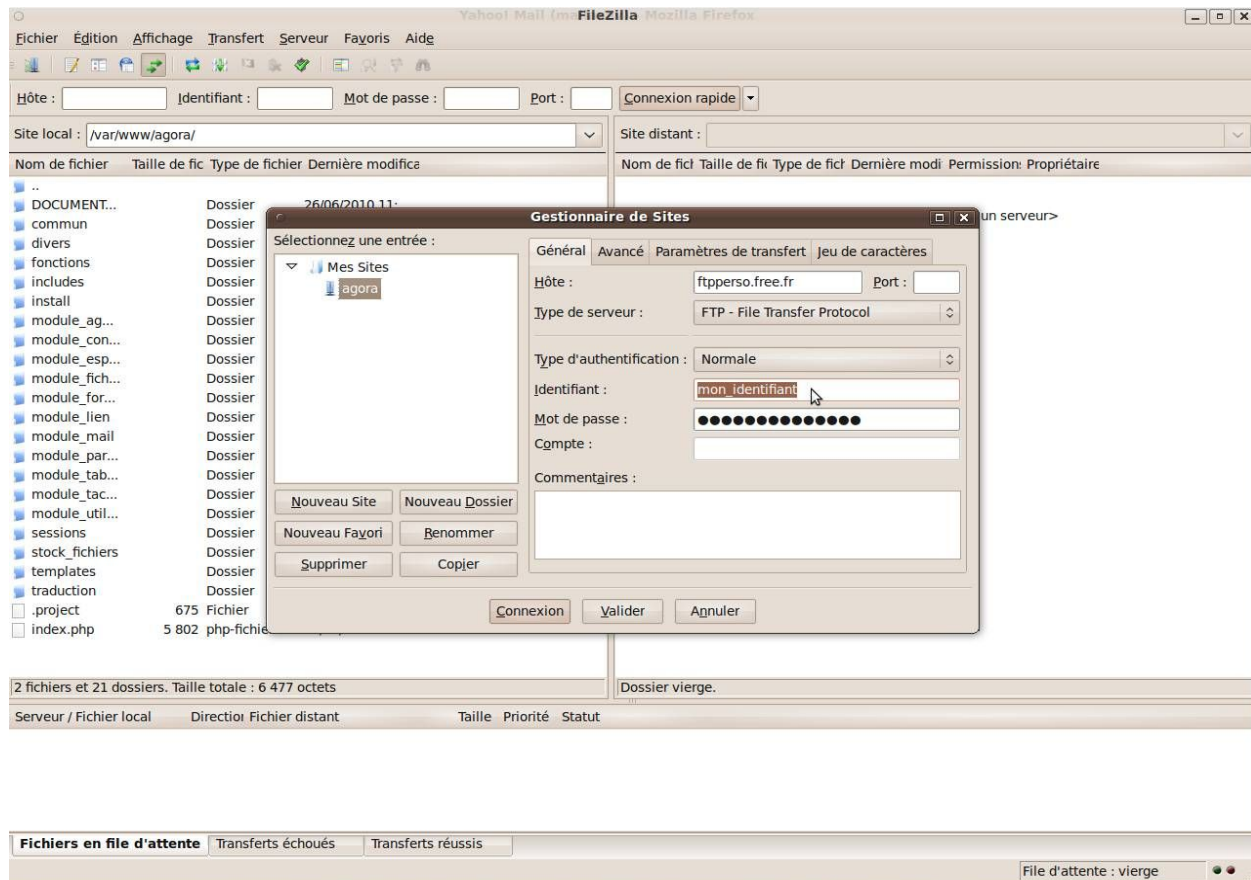 Yahoo! Mail (ma FileZilla Mozilla Firefox
Fichier Édition Affichage Transfert Serveur Favoris Aide
Hôte : Identifiant : Mot de passe : Port : Connexion rapide
Site local : /var/www/agora/ Site distant :
Nom de fichier Taille de fic Type de fichier Dernière modifica Nom de fich Taille de fic Type de fich Dernière modi Permission: Propriétaire
..
DOCUMENT... Dossier 26/06/2010 11:
commun Dossier
divers Dossier
fonctions Dossier
includes Dossier
install Dossier
module_ag... Dossier
module_con... Dossier
module_esp... Dossier
module_fich... Dossier
module_for... Dossier
module_lien Dossier
module_mail Dossier
module_par... Dossier
module_tab... Dossier
module_tac... Dossier
module_util... Dossier
sessions Dossier
stock_fichiers Dossier
templates Dossier
traduction Dossier
.project 675 Fichier
index.php 5 802 php-fichie
un serveur>
Gestionnaire de Sites
Sélectionnez une entrée :
Mes Sites
agora
Nouveau Site Nouveau Dossier
Nouveau Favori Renommer
Supprimer Copier
Général Avancé Paramètres de transfert Jeu de caractères
Hôte : ftpperso.free.fr Port :
Type de serveur : FTP - File Transfer Protocol
Type d'authentification : Normale
Identifiant : mon_identifiant
Mot de passe : ●●●●●●●●●●●●●●
Compte :
Commentaires :
Connexion Valider Annuler
2 fichiers et 21 dossiers. Taille totale : 6 477 octets Dossier vierge.
Serveur / Fichier local Direction Fichier distant Taille Priorité Statut
Fichiers en file d'attente Transferts échoués Transferts réussis
File d'attente : vierge